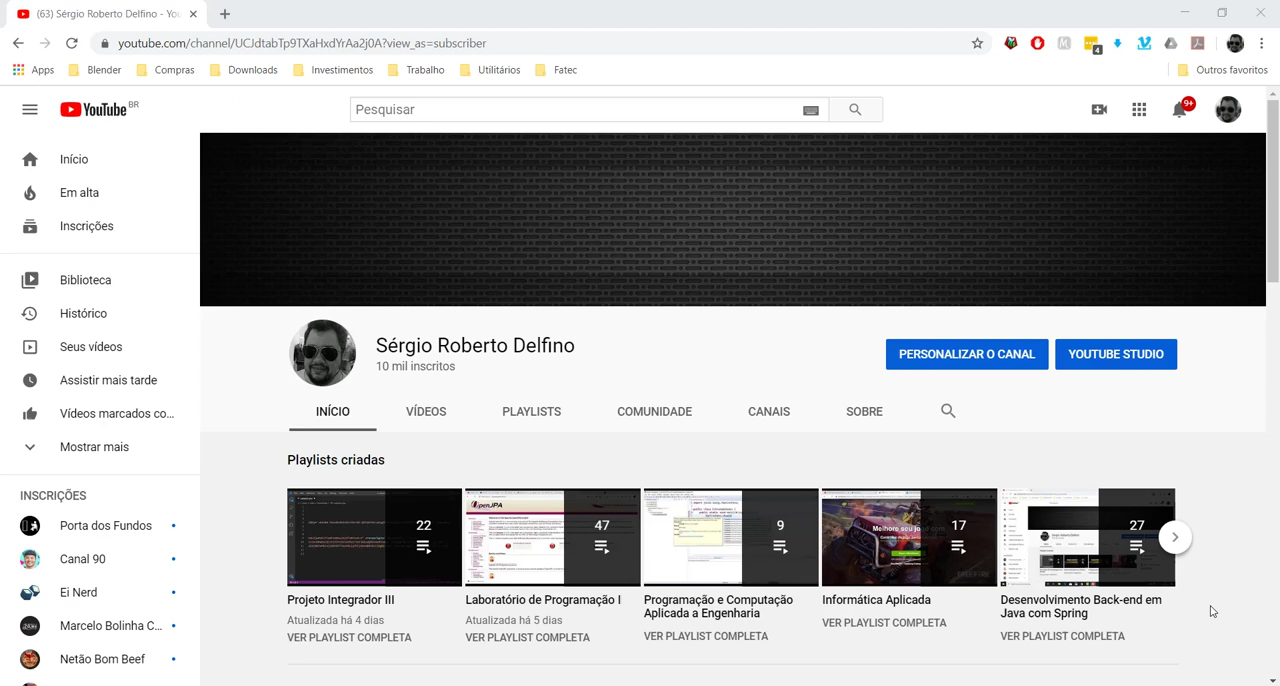 (63) Sérgio Roberto Delfino - You
youtube.com/channel/UCJdtabTp9TXaHxdYrAa2j0A?view_as=subscriber
4
Apps Blender Compras Downloads Investimentos Trabalho Utilitários Fatec Outros favoritos
YouTube BR
Pesquisar
9+
Início
Em alta
Inscrições
Biblioteca
Histórico
Seus vídeos
Assistir mais tarde
Vídeos marcados co...
Mostrar mais
INSCRIÇÕES
Porta dos Fundos
Canal 90
Ei Nerd
Marcelo Bolinha C...
Netão Bom Beef
Sérgio Roberto Delfino
10 mil inscritos
PERSONALIZAR O CANAL YOUTUBE STUDIO
INÍCIO VÍDEOS PLAYLISTS COMUNIDADE CANAIS SOBRE
Playlists criadas
22 47 9 17 27
Projeto Integrador III
Atualizada há 4 dias
VER PLAYLIST COMPLETA
Laboratório de Programação I
Atualizada há 5 dias
VER PLAYLIST COMPLETA
Programação e Computação
Aplicada a Engenharia
VER PLAYLIST COMPLETA
Melhore seu jo
Informática Aplicada
VER PLAYLIST COMPLETA
Desenvolvimento Back-end em
Java com Spring
VER PLAYLIST COMPLETA